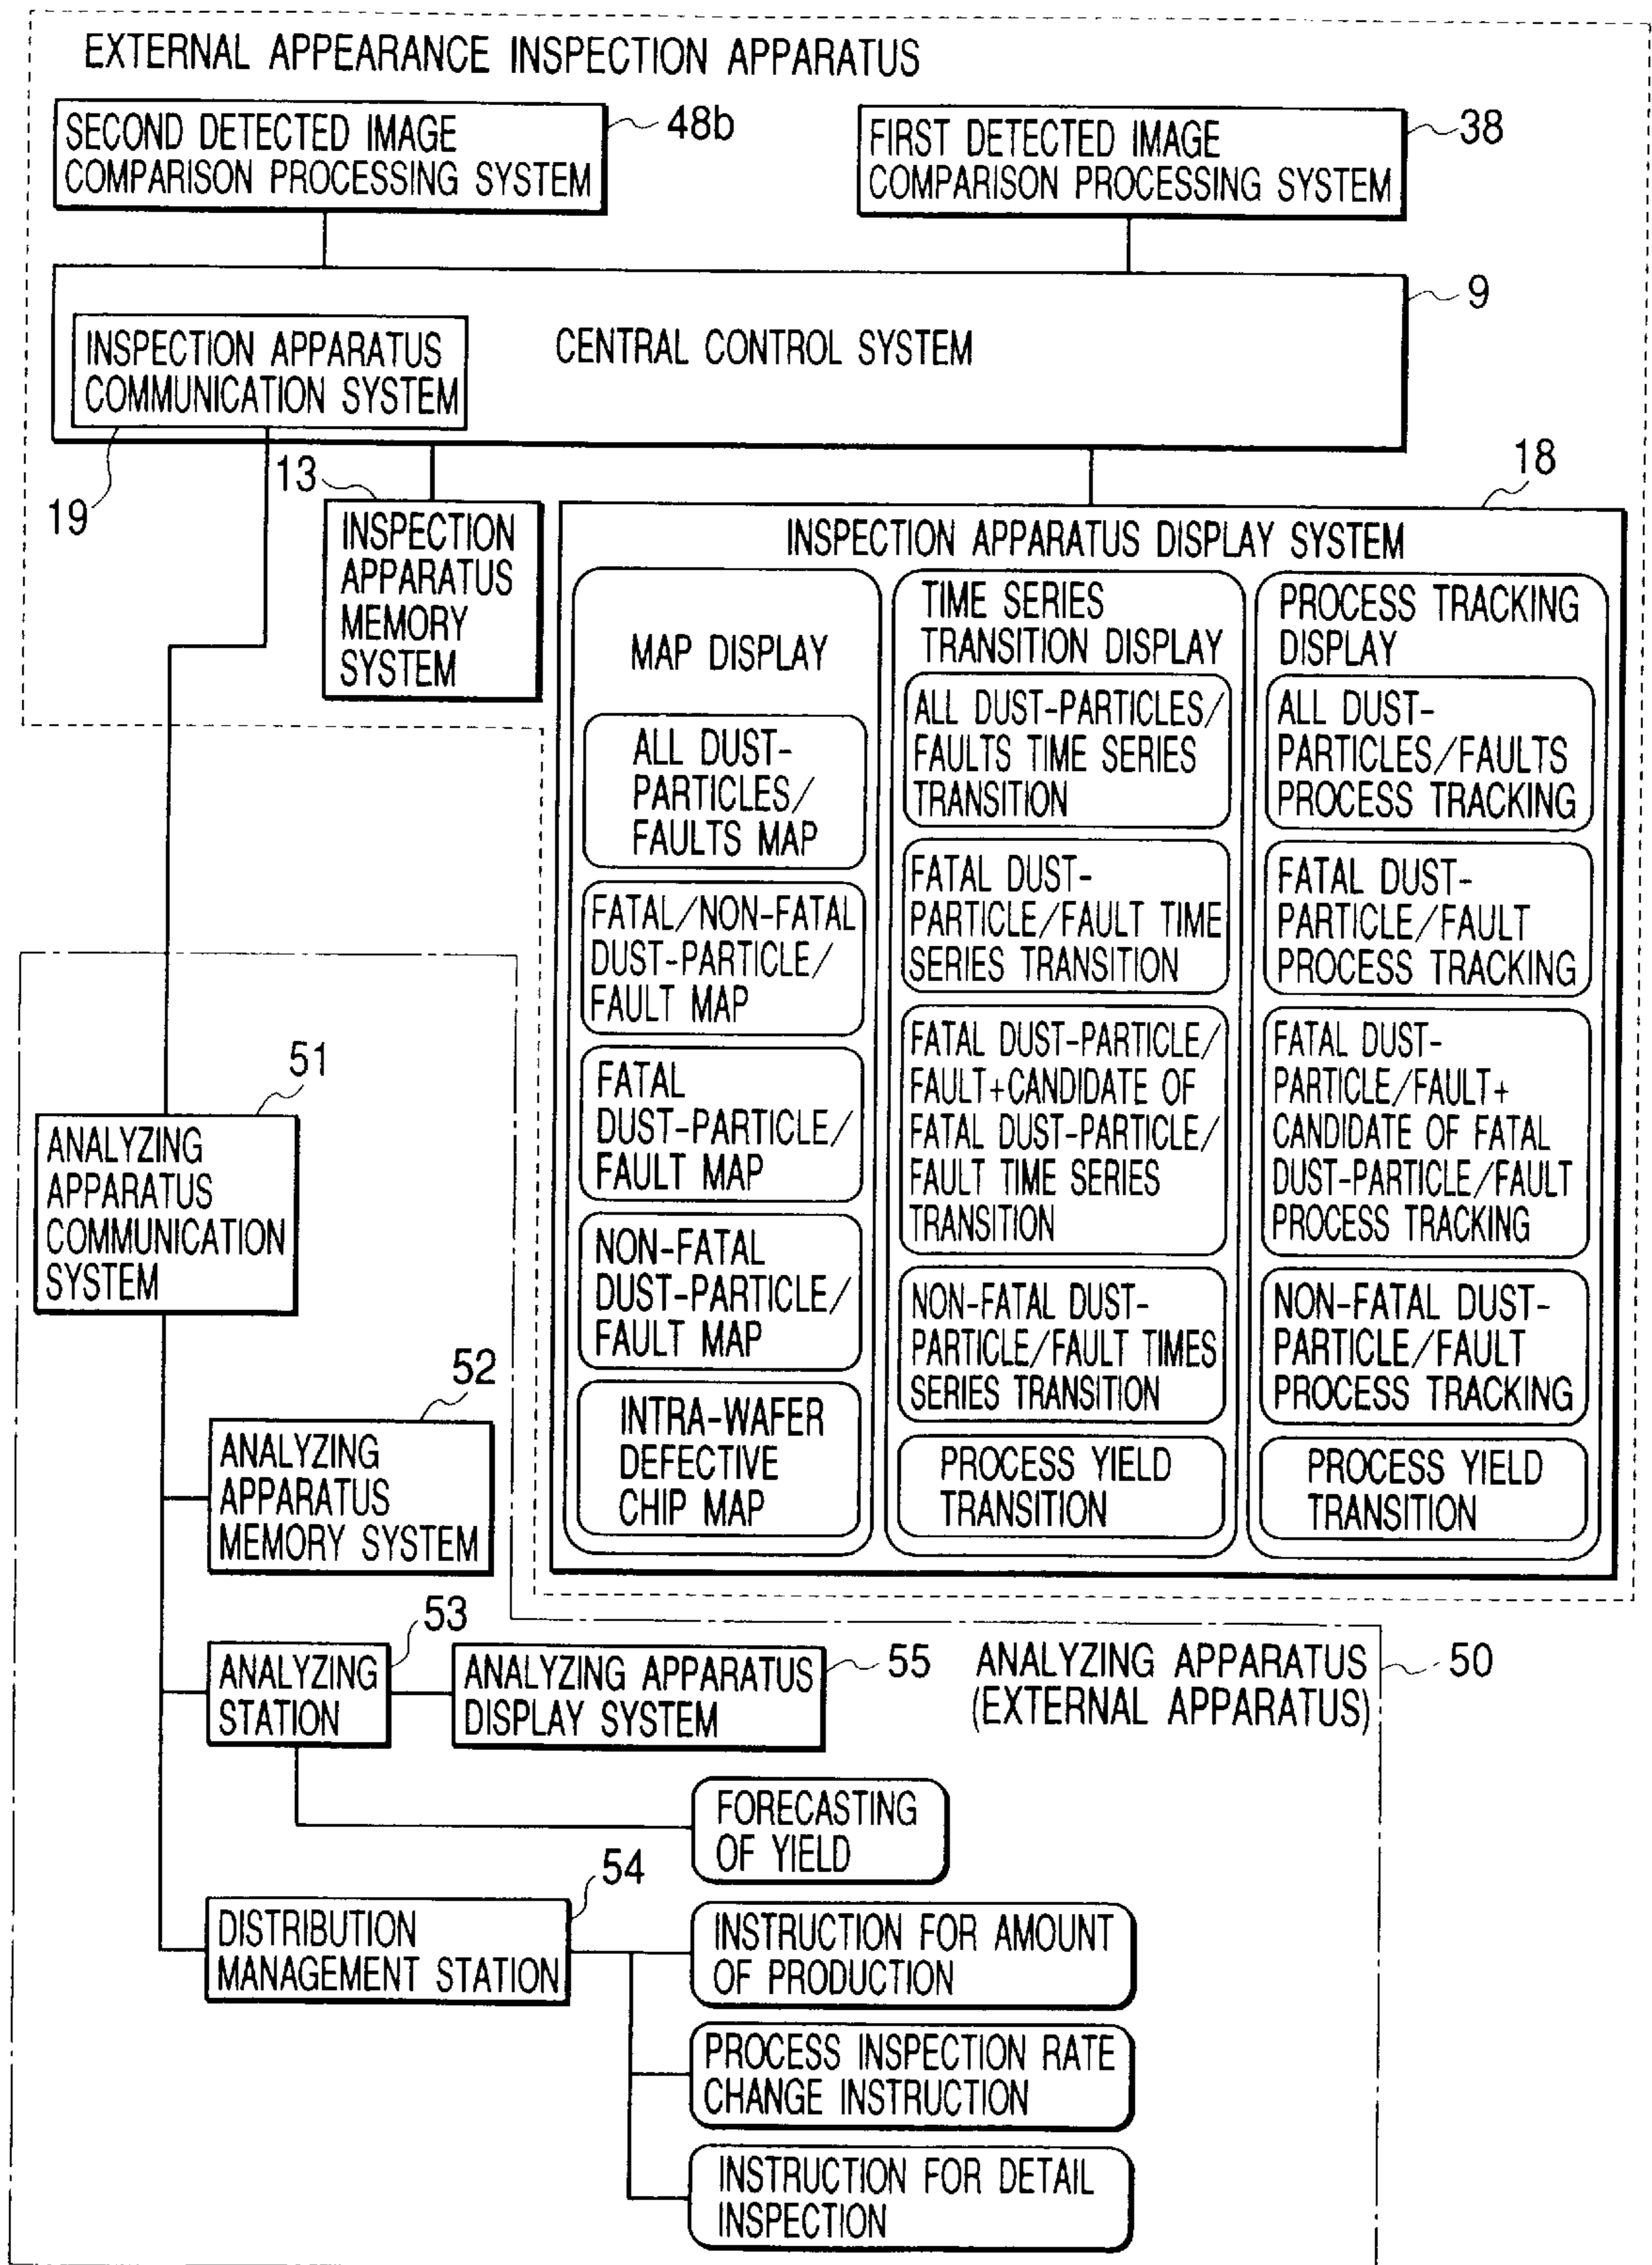 EXTERNAL APPEARANCE INSPECTION APPARATUS
SECOND DETECTED IMAGE
COMPARISON PROCESSING SYSTEM
48b
FIRST DETECTED IMAGE
COMPARISON PROCESSING SYSTEM
38
9
INSPECTION APPARATUS
COMMUNICATION SYSTEM
CENTRAL CONTROL SYSTEM
19
13
INSPECTION
APPARATUS
MEMORY
SYSTEM
18
INSPECTION APPARATUS DISPLAY SYSTEM
MAP DISPLAY
ALL DUST-
PARTICLES/
FAULTS MAP
FATAL/NON-FATAL
DUST-PARTICLE/
FAULT MAP
FATAL
DUST-PARTICLE/
FAULT MAP
NON-FATAL
DUST-PARTICLE/
FAULT MAP
INTRA-WAFER
DEFECTIVE
CHIP MAP
TIME SERIES
TRANSITION DISPLAY
ALL DUST-PARTICLES/
FAULTS TIME SERIES
TRANSITION
FATAL DUST-
PARTICLE/FAULT TIME
SERIES TRANSITION
FATAL DUST-PARTICLE/
FAULT+CANDIDATE OF
FATAL DUST-PARTICLE/
FAULT TIME SERIES
TRANSITION
NON-FATAL DUST-
PARTICLE/FAULT TIMES
SERIES TRANSITION
PROCESS YIELD
TRANSITION
PROCESS TRACKING
DISPLAY
ALL DUST-
PARTICLES/FAULTS
PROCESS TRACKING
FATAL DUST-
PARTICLE/FAULT
PROCESS TRACKING
FATAL DUST-
PARTICLE/FAULT+
CANDIDATE OF FATAL
DUST-PARTICLE/FAULT
PROCESS TRACKING
NON-FATAL DUST-
PARTICLE/FAULT
PROCESS TRACKING
PROCESS YIELD
TRANSITION
51
ANALYZING
APPARATUS
COMMUNICATION
SYSTEM
52
ANALYZING
APPARATUS
MEMORY SYSTEM
53
ANALYZING
STATION
ANALYZING APPARATUS
DISPLAY SYSTEM
55
ANALYZING APPARATUS
(EXTERNAL APPARATUS)
50
FORECASTING
OF YIELD
54
DISTRIBUTION
MANAGEMENT STATION
INSTRUCTION FOR AMOUNT
OF PRODUCTION
PROCESS INSPECTION RATE
CHANGE INSTRUCTION
INSTRUCTION FOR DETAIL
INSPECTION